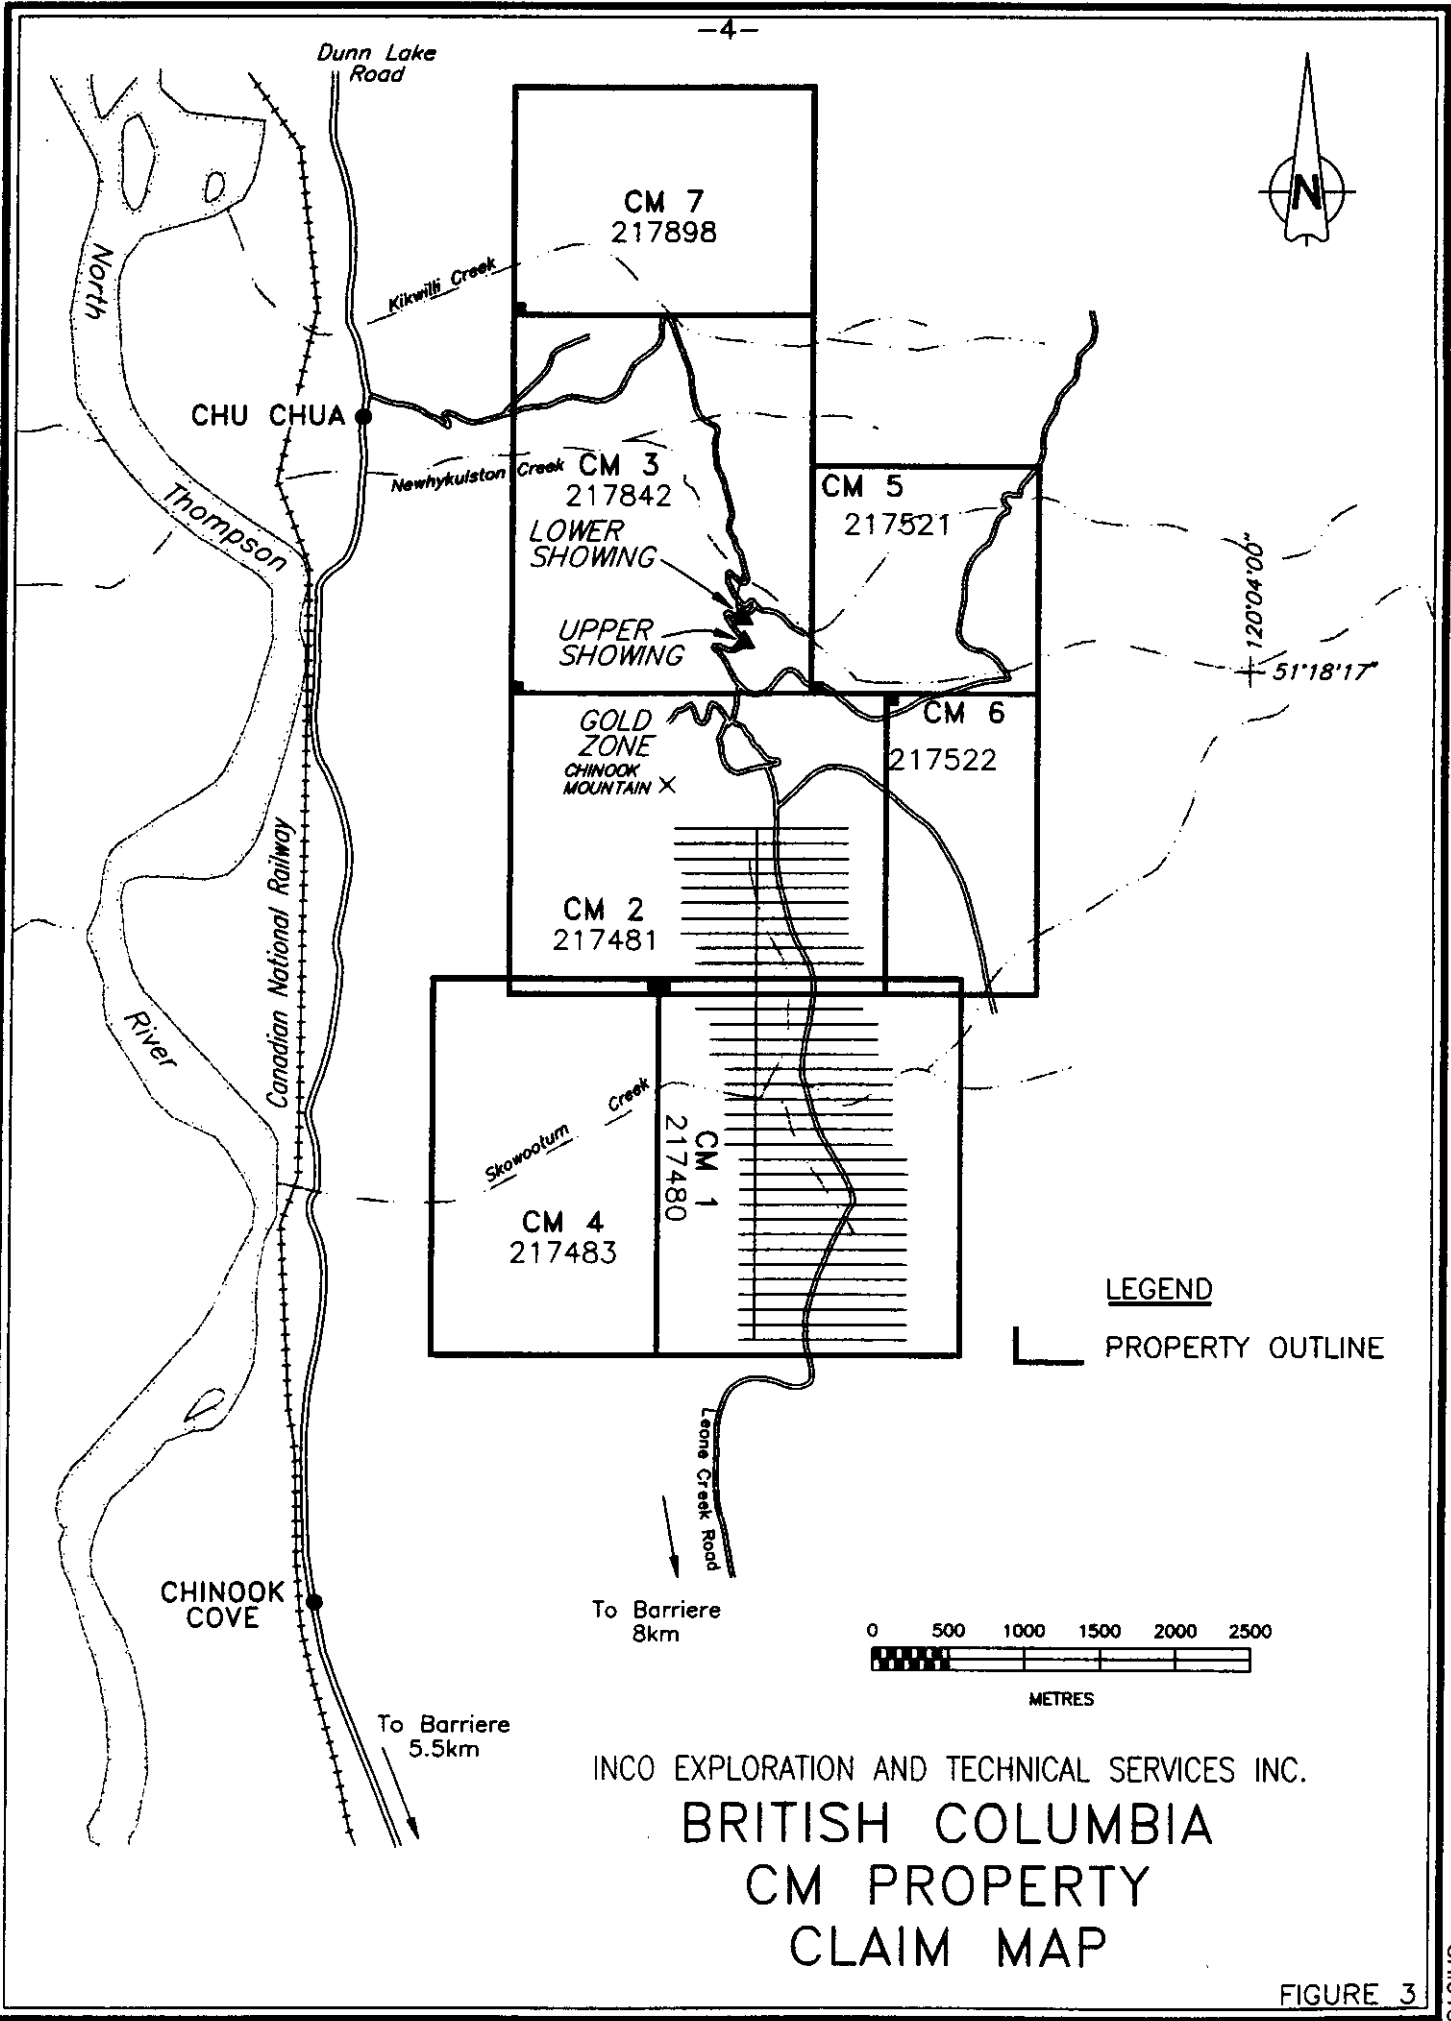 -4-
Dunn Lake
Road
N
CM 7
217898
North
Kikwilli Creek
CHU CHUA
Newhykulston Creek
CM 3
217842
CM 5
217521
Thompson
LOWER
SHOWING
UPPER
SHOWING
120°04'00"
51°18'17"
GOLD
ZONE
CHINOOK
MOUNTAIN
CM 6
217522
Canadian National Railway
CM 2
217481
River
Skowootum Creek
CM 1
217480
CM 4
217483
LEGEND
PROPERTY OUTLINE
Leone Creek Road
CHINOOK
COVE
To Barriere
8km
0 500 1000 1500 2000 2500
METRES
To Barriere
5.5km
INCO EXPLORATION AND TECHNICAL SERVICES INC.
BRITISH COLUMBIA
CM PROPERTY
CLAIM MAP
FIGURE 3